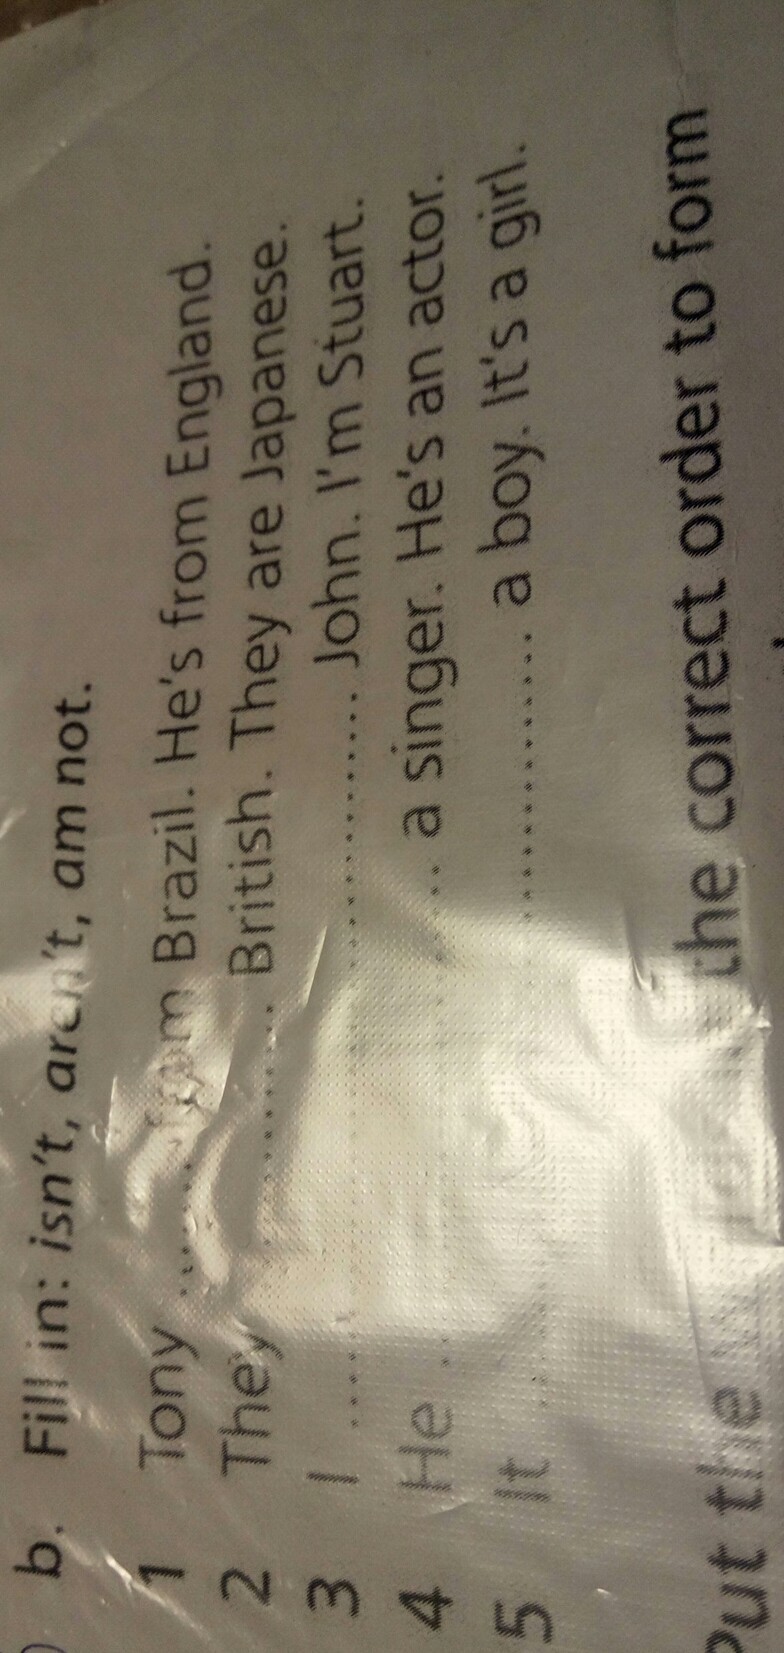 b. Fill in: isn't, aren't, am not.
1 Tony ........ from Brazil. He's from England.
2 They .................. British. They are Japanese.
3 I .................................. John. I'm Stuart.
4 He .................................. a singer. He's an actor.
5 It .................................. a boy. It's a girl.
Put the the correct order to form